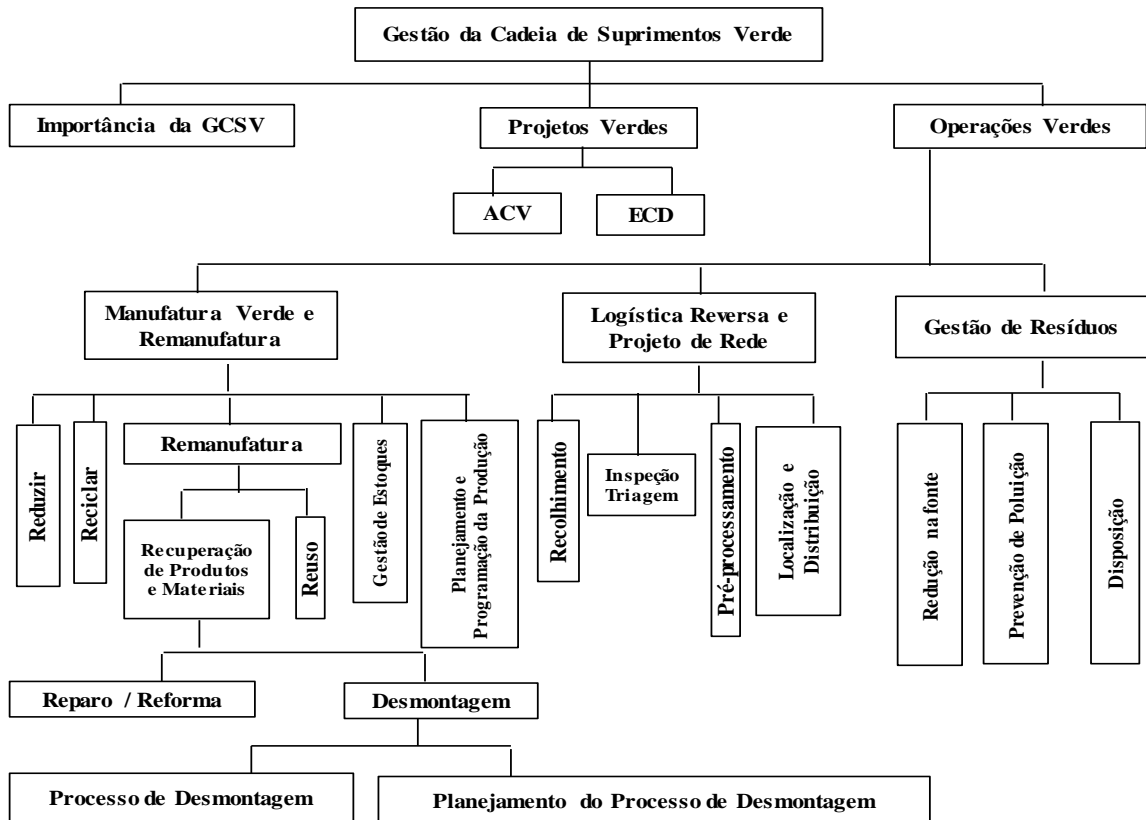 Gestão da Cadeia de Suprimentos Verde
Importância da GCSV
Projetos Verdes
Operações Verdes
ACV
ECD
Manufatura Verde e
Remanufatura
Logística Reversa e
Projeto de Rede
Gestão de Resíduos
Reduzir
Reciclar
Remanufatura
Recuperação
de Produtos
e Materiais
Reuso
Gestão de Estoques
Planejamento e
Programação da Produção
Recolhimento
Inspeção
Triagem
Pré-processamento
Localização e
Distribuição
Redução na fonte
Prevenção de Poluição
Disposição
Reparo / Reforma
Desmontagem
Processo de Desmontagem
Planejamento do Processo de Desmontagem